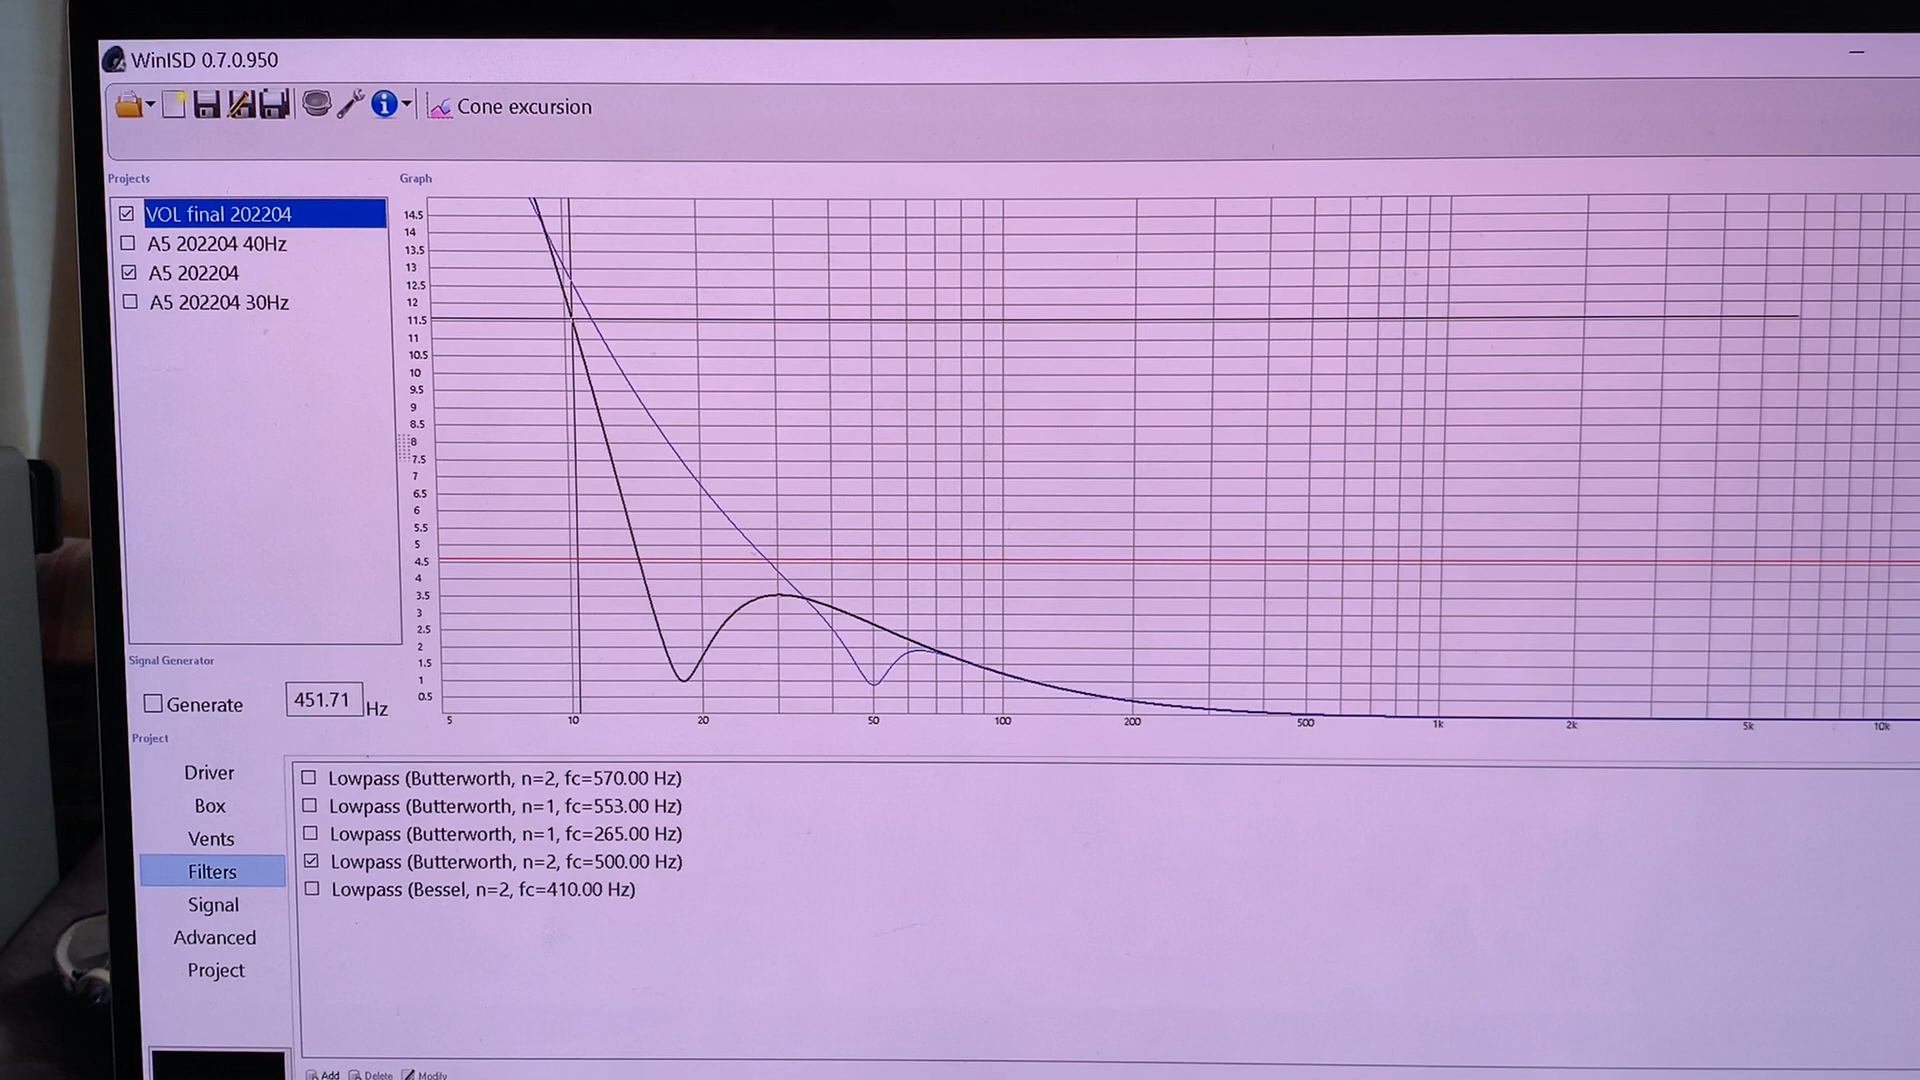 WinISD 0.7.0.950
Cone excursion
Projects
Graph
VOL final 202204
A5 202204 40Hz
A5 202204
A5 202204 30Hz
14.5
14
13.5
13
12.5
12
11.5
11
10.5
10
9.5
9
8.5
8
7.5
7
6.5
6
5.5
5
4.5
4
3.5
3
2.5
2
1.5
1
0.5
5 10 20 50 100 200 500 1k 2k 5k 10k
Signal Generator
Generate 451.71 Hz
Project
Driver
Box
Vents
Filters
Signal
Advanced
Project
Lowpass (Butterworth, n=2, fc=570.00 Hz)
Lowpass (Butterworth, n=1, fc=553.00 Hz)
Lowpass (Butterworth, n=1, fc=265.00 Hz)
Lowpass (Butterworth, n=2, fc=500.00 Hz)
Lowpass (Bessel, n=2, fc=410.00 Hz)
Add Delete Modify